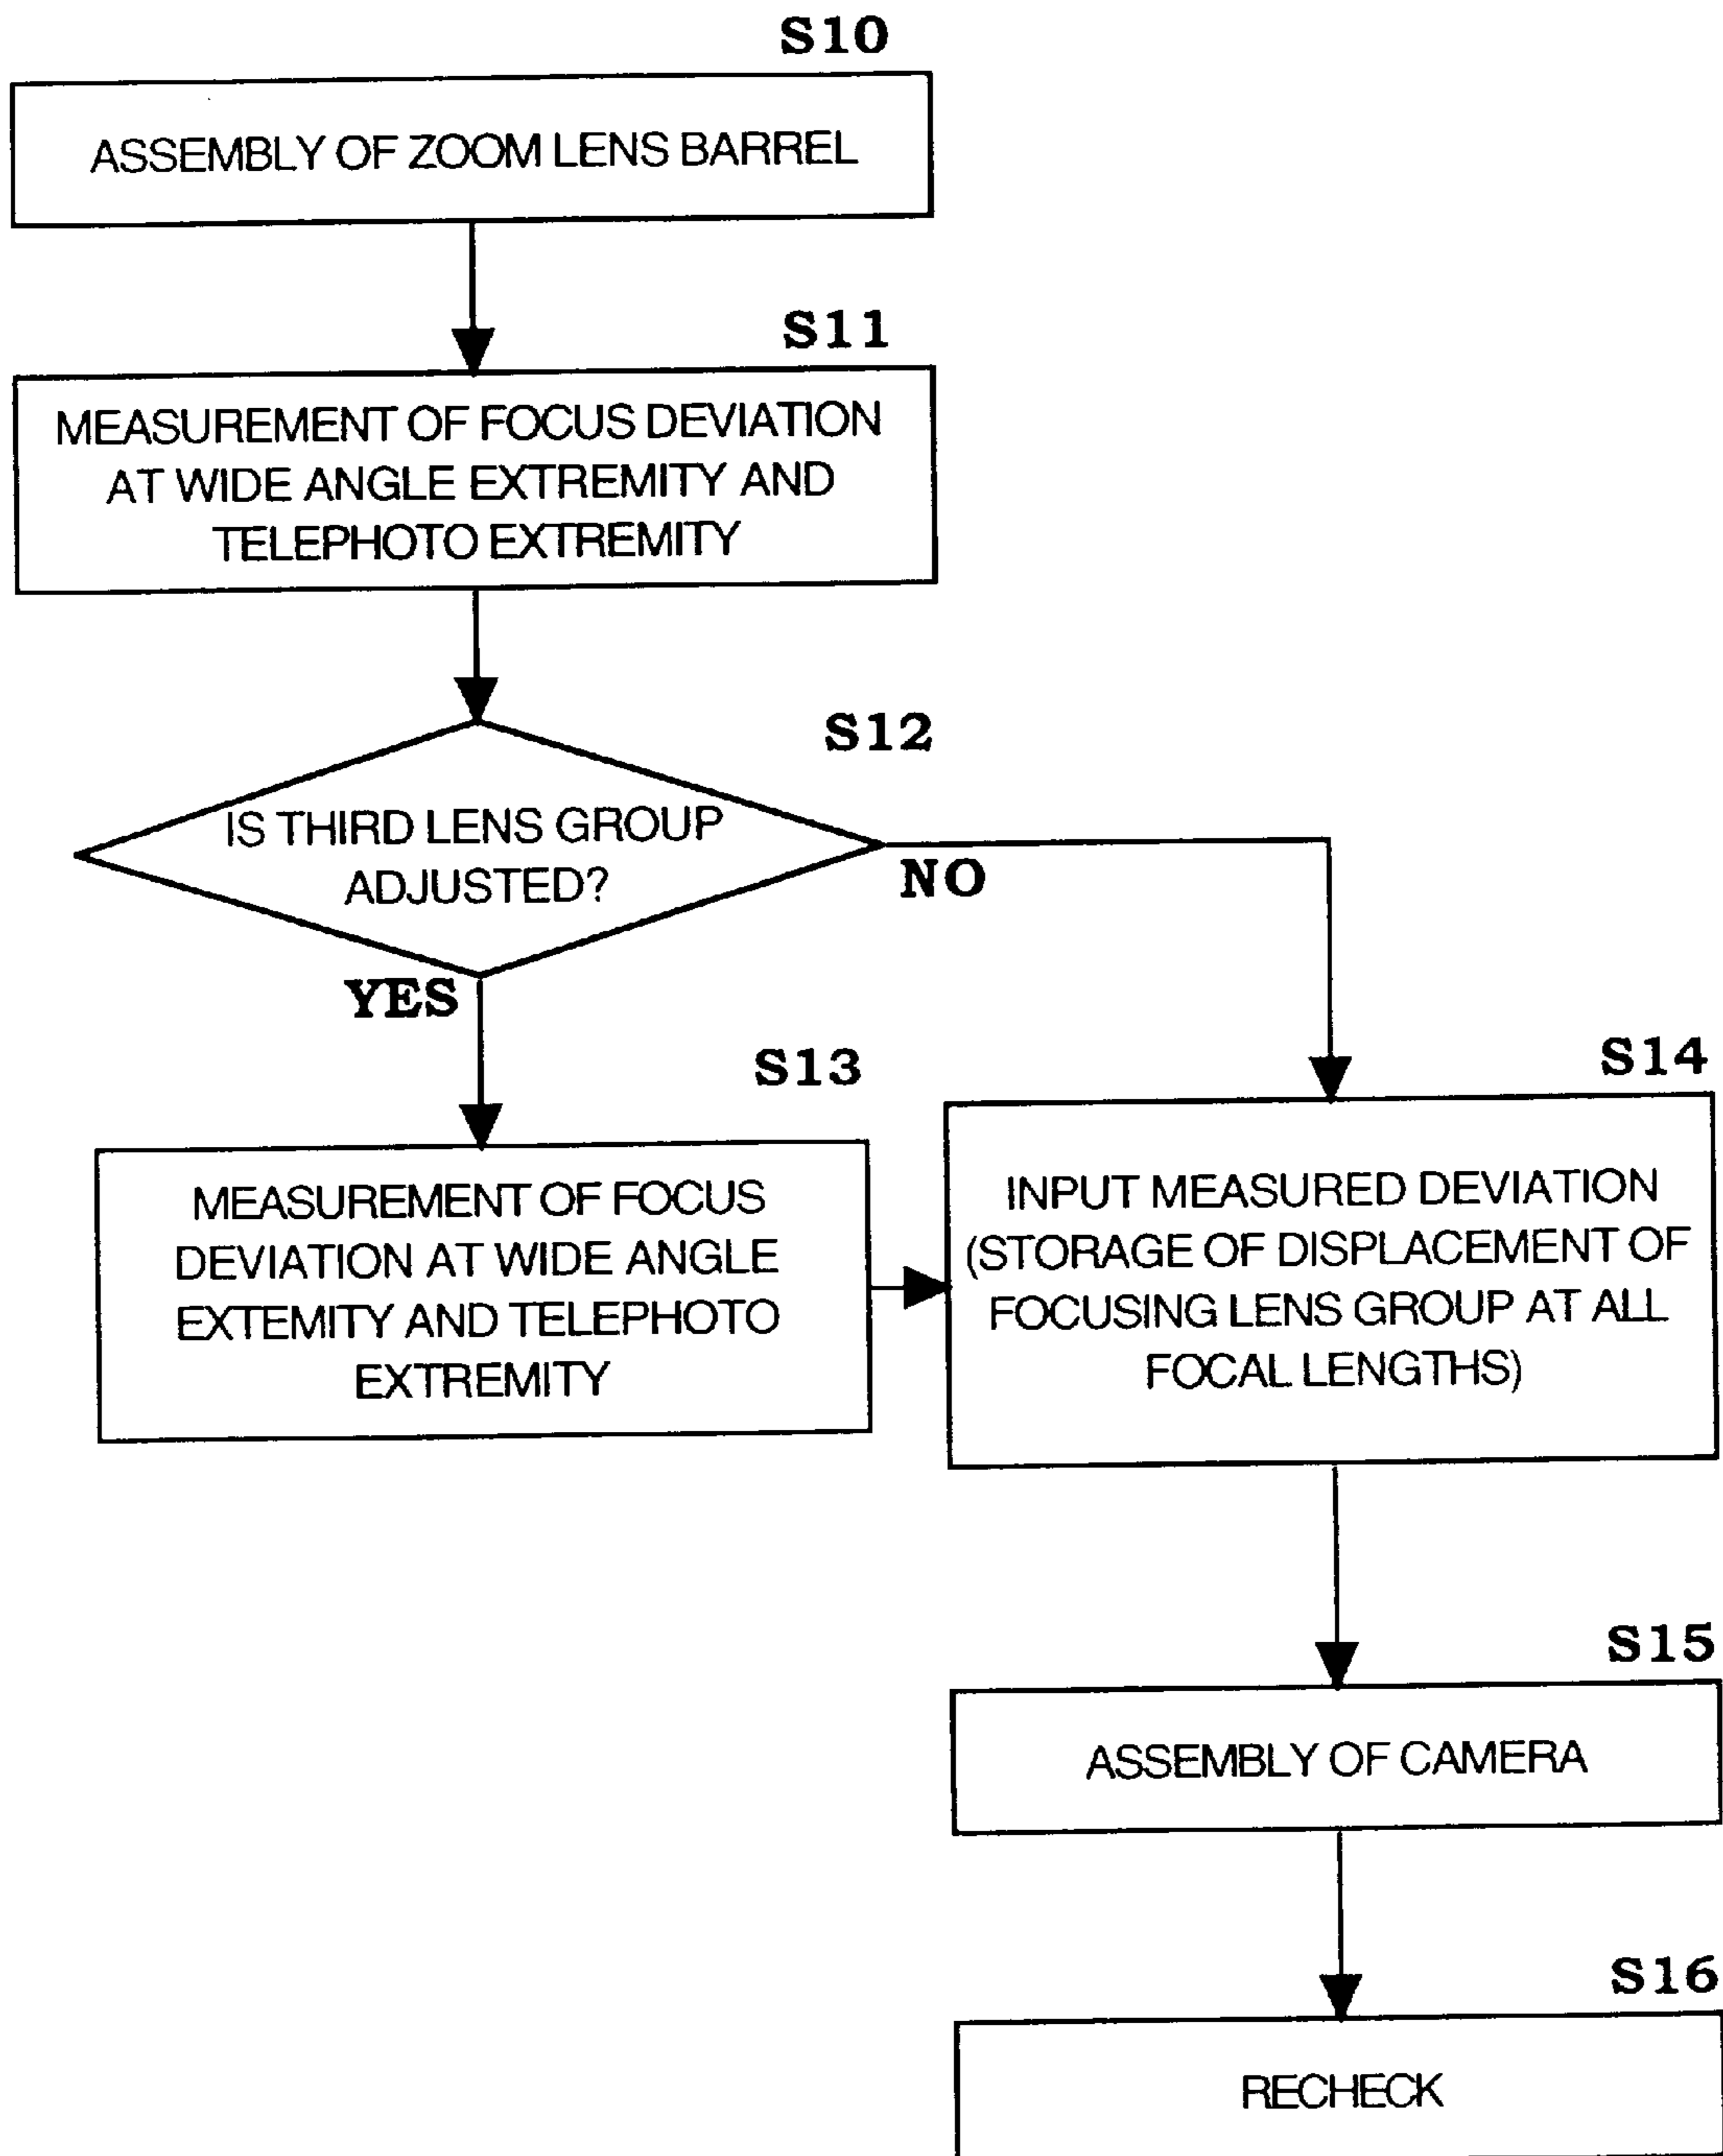 S10
ASSEMBLY OF ZOOM LENS BARREL
S11
MEASUREMENT OF FOCUS DEVIATION
AT WIDE ANGLE EXTREMITY AND
TELEPHOTO EXTREMITY
S12
IS THIRD LENS GROUP
ADJUSTED?
NO
YES
S13
MEASUREMENT OF FOCUS
DEVIATION AT WIDE ANGLE
EXTEMITY AND TELEPHOTO
EXTREMITY
S14
INPUT MEASURED DEVIATION
(STORAGE OF DISPLACEMENT OF
FOCUSING LENS GROUP AT ALL
FOCAL LENGTHS)
S15
ASSEMBLY OF CAMERA
S16
RECHECK